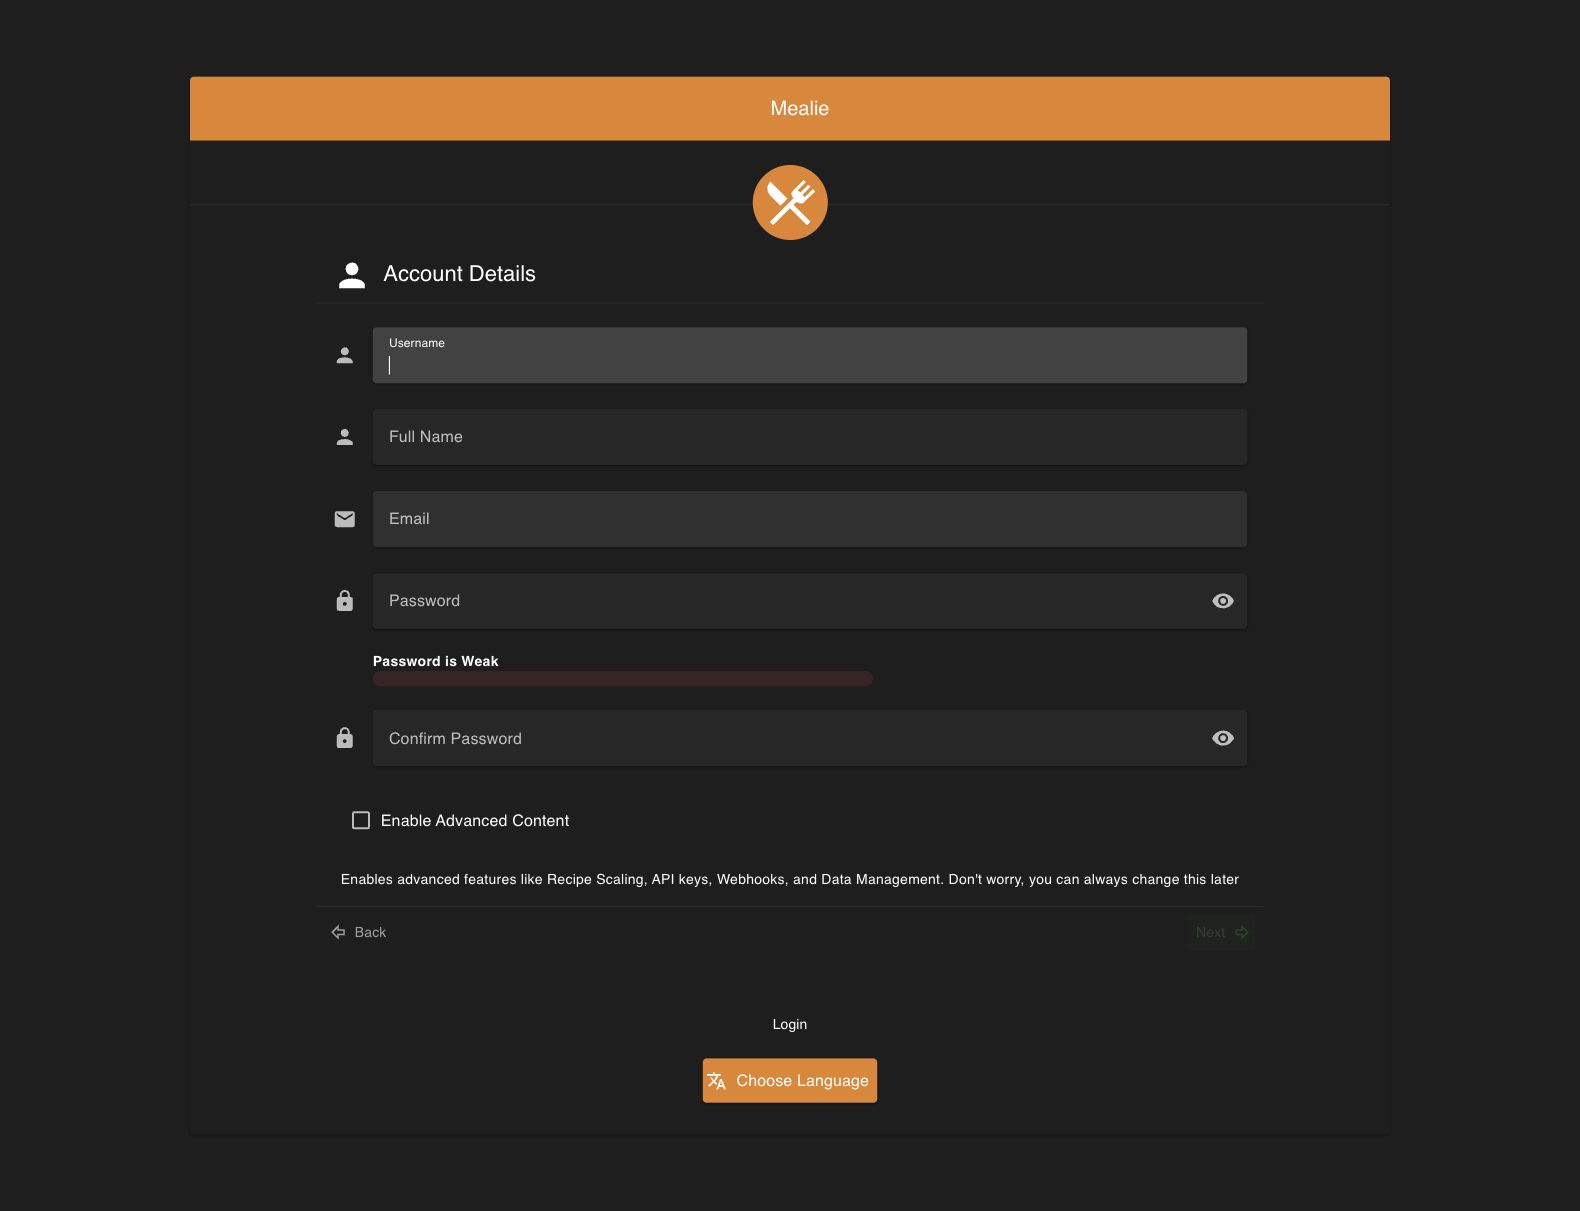 Mealie
Account Details
Username
Full Name
Email
Password
Password is Weak
Confirm Password
Enable Advanced Content
Enables advanced features like Recipe Scaling, API keys, Webhooks, and Data Management. Don't worry, you can always change this later
Back
Next
Login
Choose Language